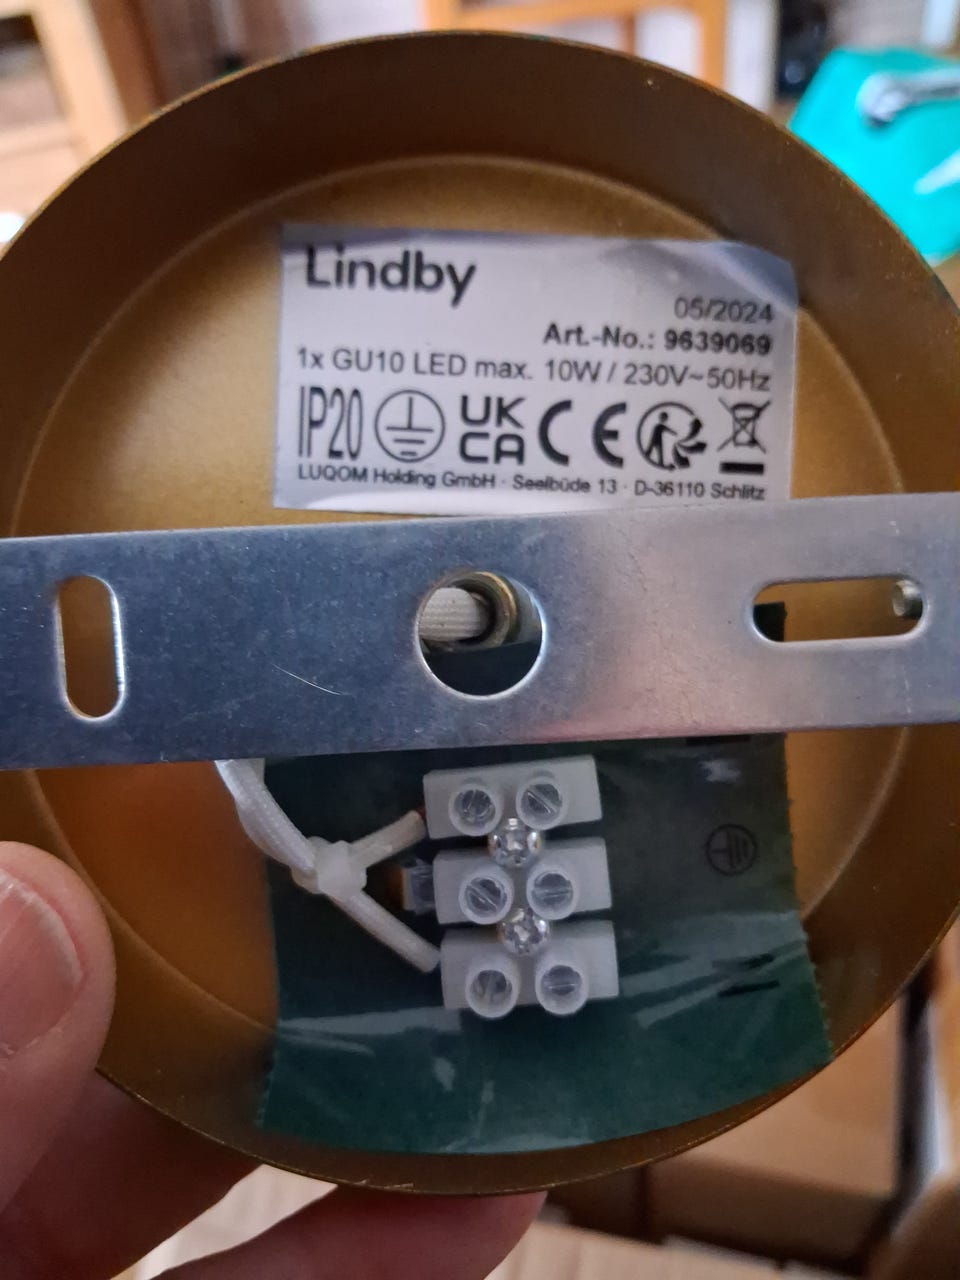 Lindby
05/2024
Art.-No.: 9639069
1x GU10 LED max. 10W / 230V~50Hz
IP20 UK CA CE
LUQOM Holding GmbH · Seelbüde 13 · D-36110 Schlitz
N
L